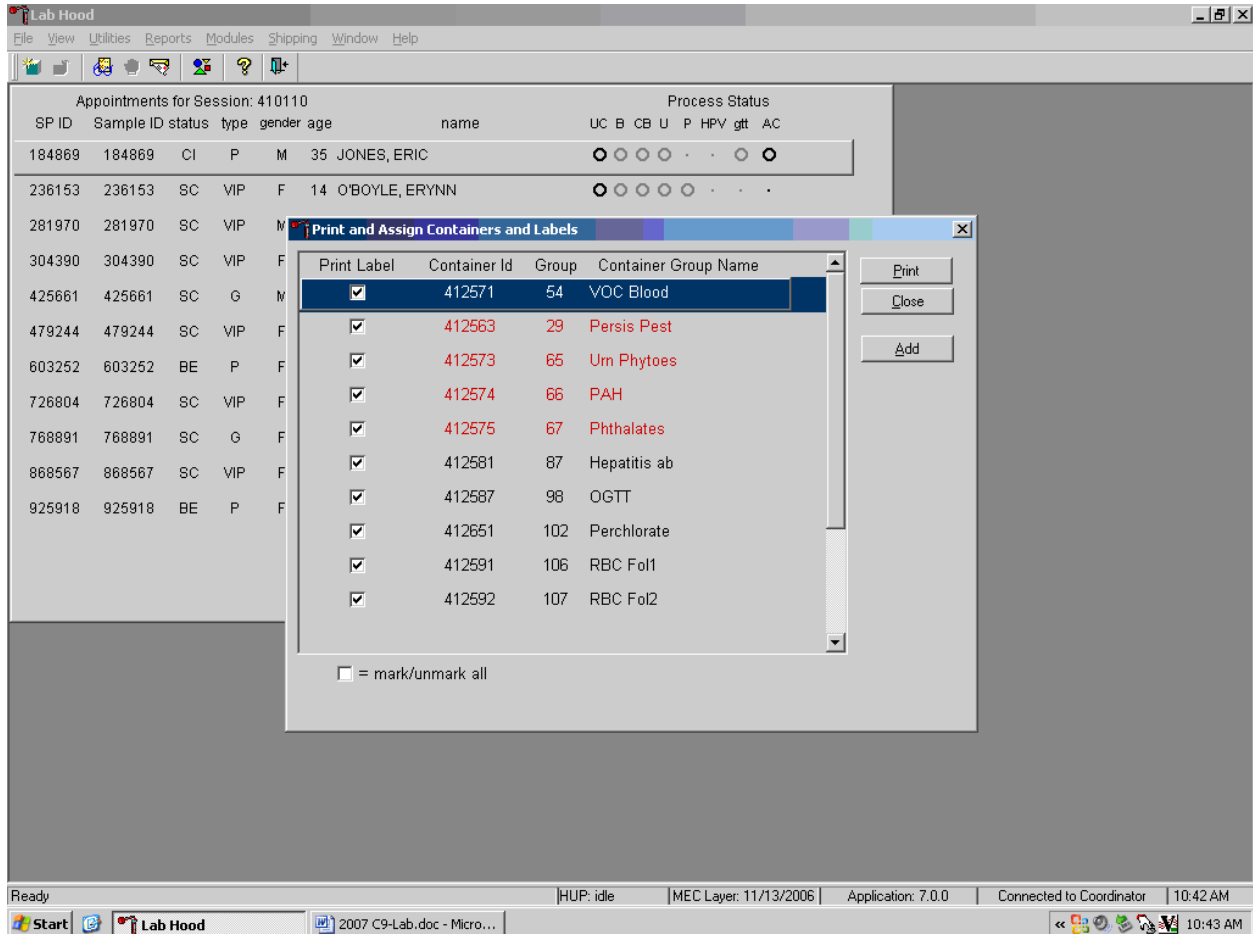 Lab Hood
File View Utilities Reports Modules Shipping Window Help
Appointments for Session: 410110 Process Status
SP ID Sample ID status type gender age name UC B CB U P HPV gtt AC
184869 184869 CI P M 35 JONES, ERIC
236153 236153 SC VIP F 14 O'BOYLE, ERYNN
281970 281970 SC VIP M
304390 304390 SC VIP F
425661 425661 SC G M
479244 479244 SC VIP F
603252 603252 BE P F
726804 726804 SC VIP F
768891 768891 SC G F
868567 868567 SC VIP F
925918 925918 BE P F
Print and Assign Containers and Labels
Print Label Container Id Group Container Group Name
412571 54 VOC Blood
412563 29 Persis Pest
412573 65 Urn Phytoes
412574 66 PAH
412575 67 Phthalates
412581 87 Hepatitis ab
412587 98 OGTT
412651 102 Perchlorate
412591 106 RBC Fol1
412592 107 RBC Fol2
= mark/unmark all
Print
Close
Add
Ready HUP: idle MEC Layer: 11/13/2006 Application: 7.0.0 Connected to Coordinator 10:42 AM
Start Lab Hood 2007 C9-Lab.doc - Micro... 10:43 AM